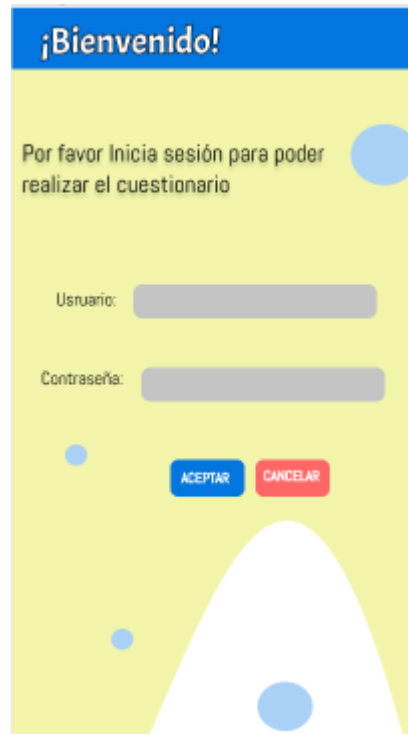 ¡Bienvenido!
Por favor Inicia sesión para poder
realizar el cuestionario
Usruario:
Contraseña:
ACEPTAR
CANCELAR